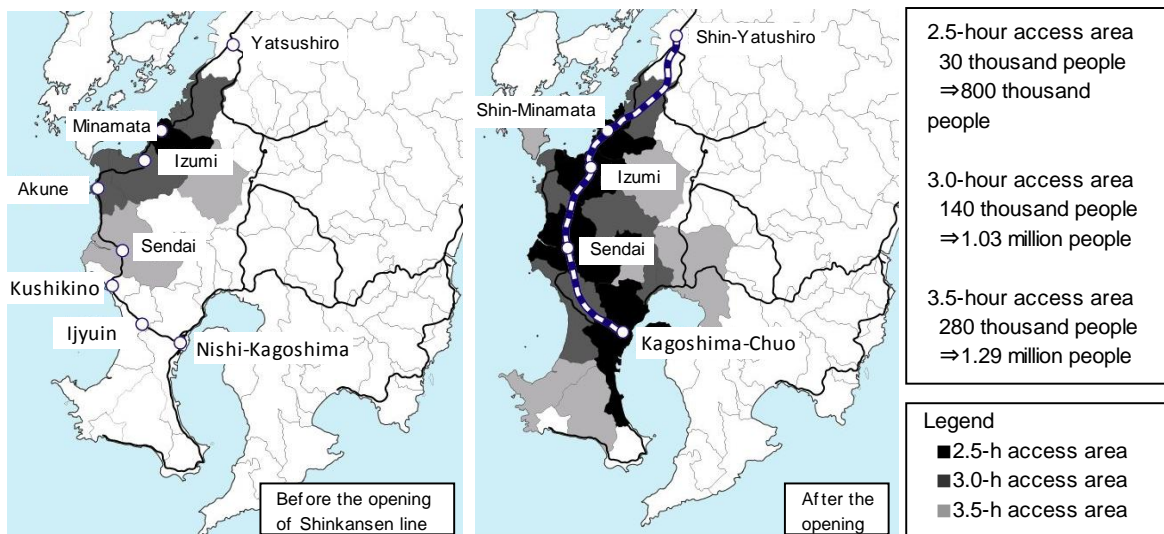 Yatsushiro
Minamata
Izumi
Akune
Sendai
Kushikino
Ijyuin
Nishi-Kagoshima
Before the opening
of Shinkansen line
Shin-Yatushiro
Shin-Minamata
Izumi
Sendai
Kagoshima-Chuo
After the
opening
2.5-hour access area
30 thousand people
⇒800 thousand
people
3.0-hour access area
140 thousand people
⇒1.03 million people
3.5-hour access area
280 thousand people
⇒1.29 million people
Legend
■2.5-h access area
■3.0-h access area
■3.5-h access area